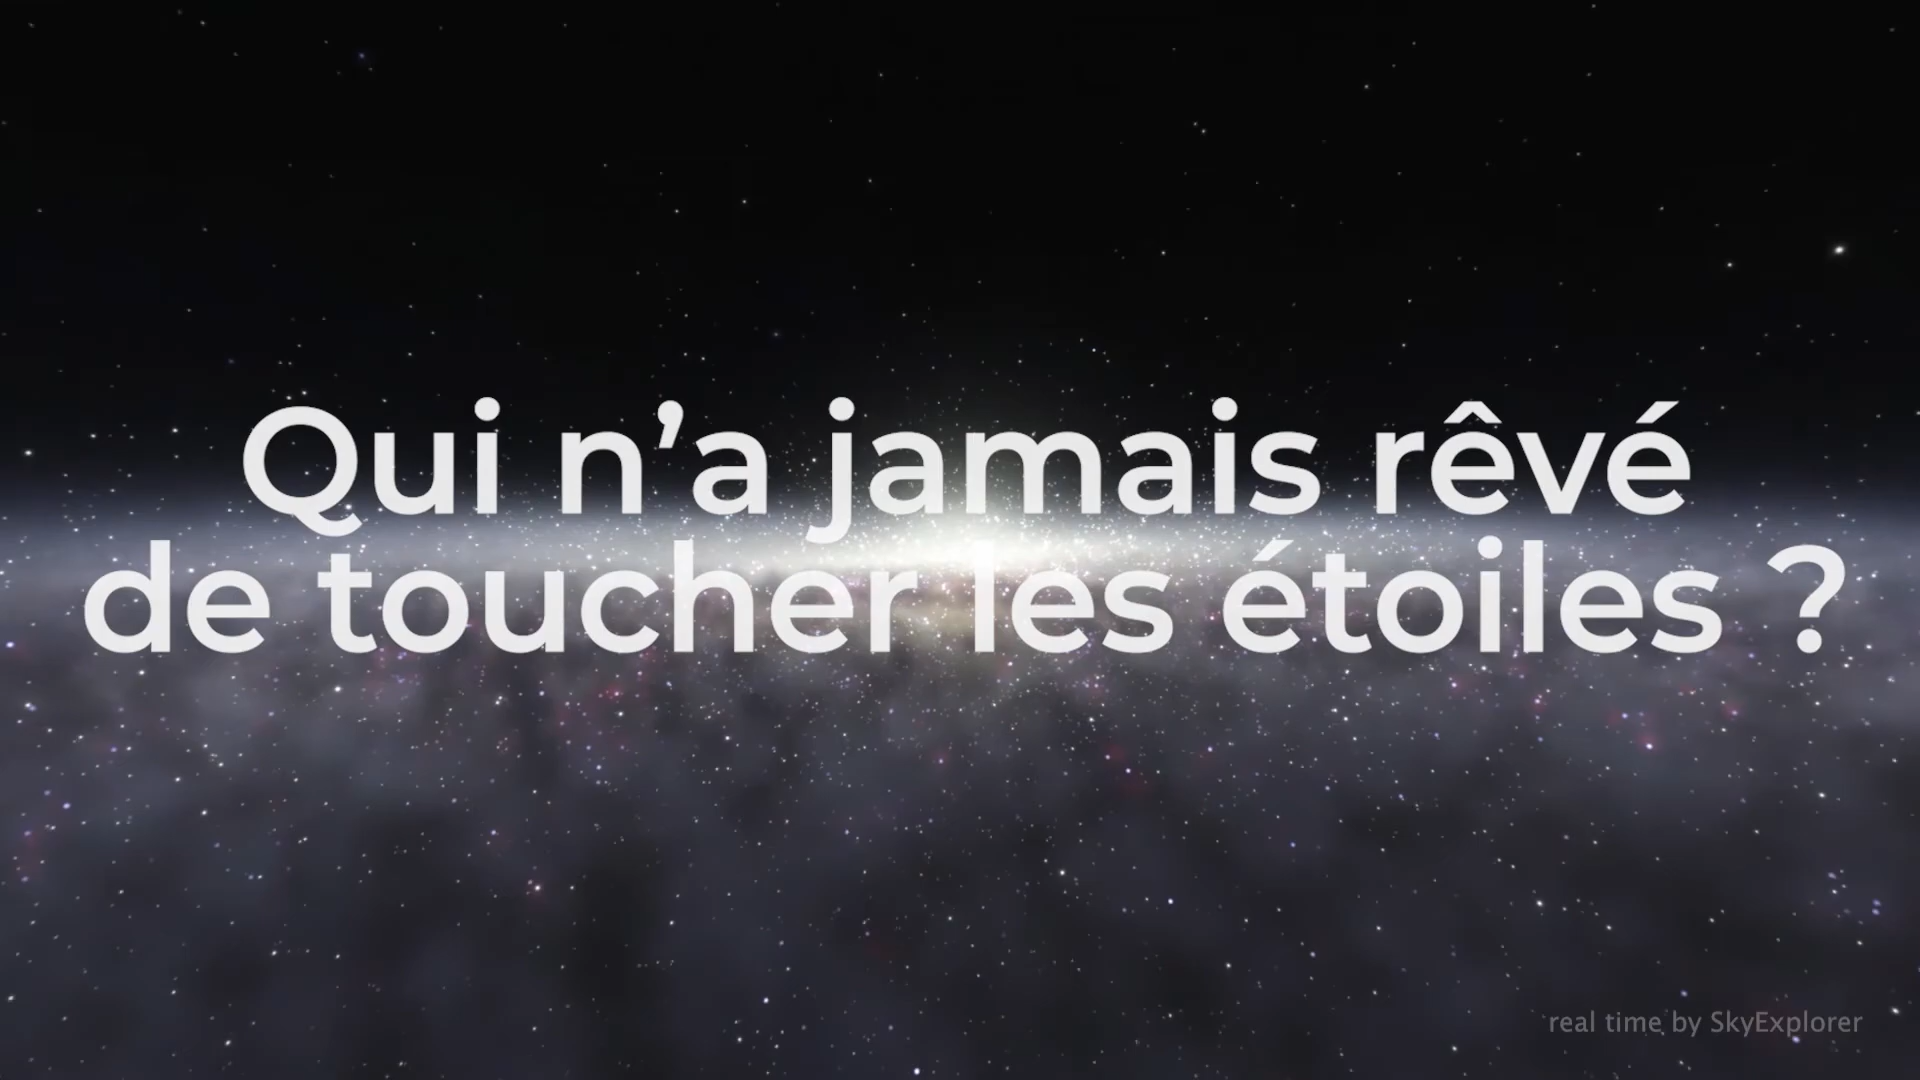 Qui n’a jamais rêvé
de toucher les étoiles ?
real time by SkyExplorer